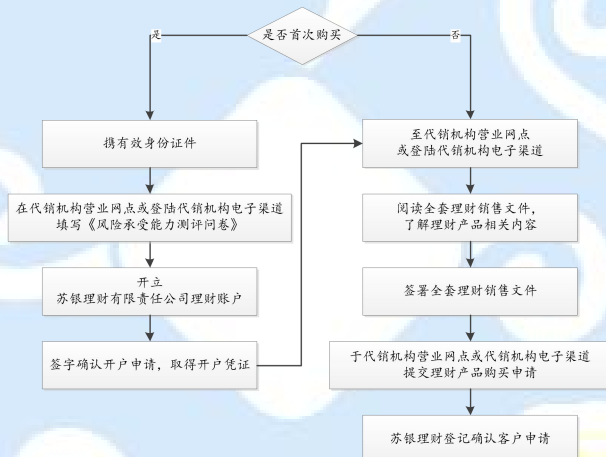 是否首次购买
是
否
携有效身份证件
在代销机构营业网点或登陆代销机构电子渠道
填写《风险承受能力测评问卷》
开立
苏银理财有限责任公司理财账户
签字确认开户申请，取得开户凭证
至代销机构营业网点
或登陆代销机构电子渠道
阅读全套理财销售文件，
了解理财产品相关内容
签署全套理财销售文件
于代销机构营业网点或代销机构电子渠道
提交理财产品购买申请
苏银理财登记确认客户申请